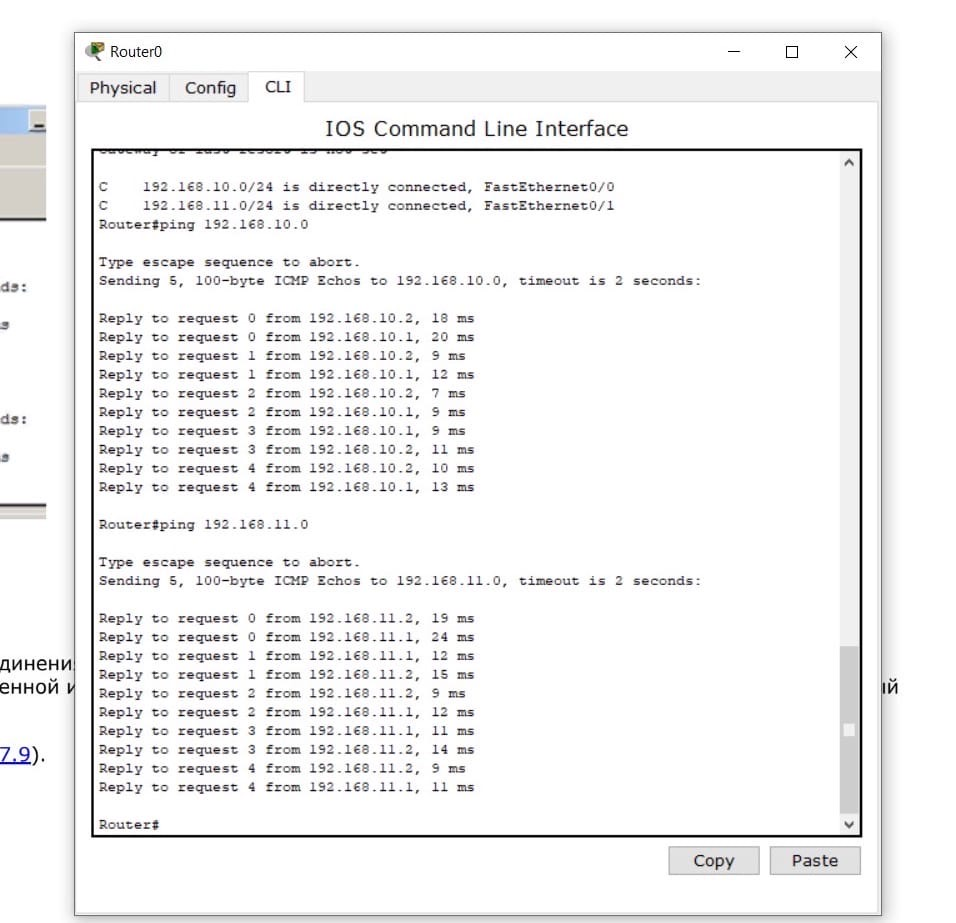 Router0
Physical Config CLI
IOS Command Line Interface
C 192.168.10.0/24 is directly connected, FastEthernet0/0
C 192.168.11.0/24 is directly connected, FastEthernet0/1
Router#ping 192.168.10.0
Type escape sequence to abort.
Sending 5, 100-byte ICMP Echos to 192.168.10.0, timeout is 2 seconds:
Reply to request 0 from 192.168.10.2, 18 ms
Reply to request 0 from 192.168.10.1, 20 ms
Reply to request 1 from 192.168.10.2, 9 ms
Reply to request 1 from 192.168.10.1, 12 ms
Reply to request 2 from 192.168.10.2, 7 ms
Reply to request 2 from 192.168.10.1, 9 ms
Reply to request 3 from 192.168.10.1, 9 ms
Reply to request 3 from 192.168.10.2, 11 ms
Reply to request 4 from 192.168.10.2, 10 ms
Reply to request 4 from 192.168.10.1, 13 ms
Router#ping 192.168.11.0
Type escape sequence to abort.
Sending 5, 100-byte ICMP Echos to 192.168.11.0, timeout is 2 seconds:
Reply to request 0 from 192.168.11.2, 19 ms
Reply to request 0 from 192.168.11.1, 24 ms
Reply to request 1 from 192.168.11.1, 12 ms
Reply to request 1 from 192.168.11.2, 15 ms
Reply to request 2 from 192.168.11.2, 9 ms
Reply to request 2 from 192.168.11.1, 12 ms
Reply to request 3 from 192.168.11.1, 11 ms
Reply to request 3 from 192.168.11.2, 14 ms
Reply to request 4 from 192.168.11.2, 9 ms
Reply to request 4 from 192.168.11.1, 11 ms
Router#
Copy Paste
ds:
ds:
динени
енной и
ый
7.9).